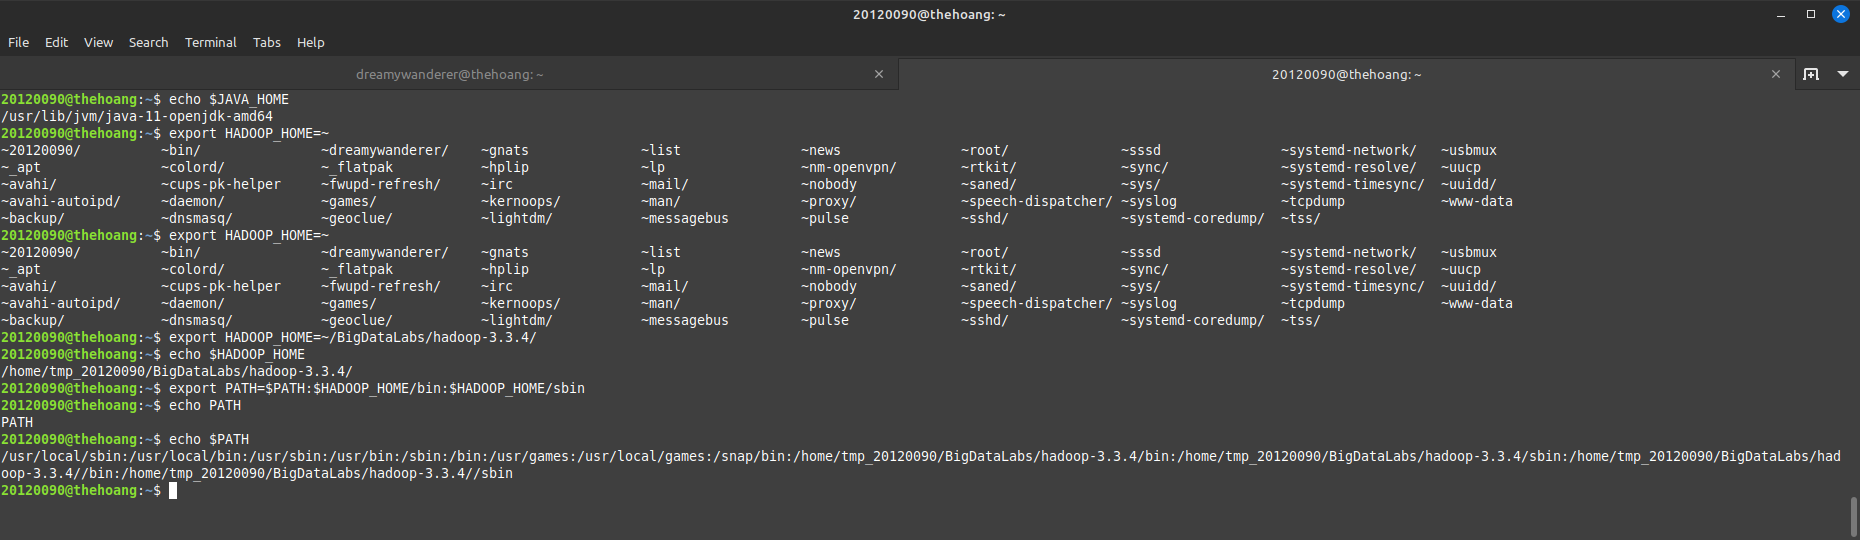 20120090@thehoang: ~
File Edit View Search Terminal Tabs Help
dreamywanderer@thehoang: ~ 20120090@thehoang: ~
20120090@thehoang:~$ echo $JAVA_HOME
/usr/lib/jvm/java-11-openjdk-amd64
20120090@thehoang:~$ export HADOOP_HOME=~
~20120090/ ~bin/ ~dreamywanderer/ ~gnats ~list ~news ~root/ ~sssd ~systemd-network/ ~usbmux
~_apt ~colord/ ~_flatpak ~hplip ~lp ~nm-openvpn/ ~rtkit/ ~sync/ ~systemd-resolve/ ~uucp
~avahi/ ~cups-pk-helper ~fwupd-refresh/ ~irc ~mail/ ~nobody ~saned/ ~sys/ ~systemd-timesync/ ~uuidd/
~avahi-autoipd/ ~daemon/ ~games/ ~kernoops/ ~man/ ~proxy/ ~speech-dispatcher/ ~syslog ~tcpdump ~www-data
~backup/ ~dnsmasq/ ~geoclue/ ~lightdm/ ~messagebus ~pulse ~sshd/ ~systemd-coredump/ ~tss/
20120090@thehoang:~$ export HADOOP_HOME=~
~20120090/ ~bin/ ~dreamywanderer/ ~gnats ~list ~news ~root/ ~sssd ~systemd-network/ ~usbmux
~_apt ~colord/ ~_flatpak ~hplip ~lp ~nm-openvpn/ ~rtkit/ ~sync/ ~systemd-resolve/ ~uucp
~avahi/ ~cups-pk-helper ~fwupd-refresh/ ~irc ~mail/ ~nobody ~saned/ ~sys/ ~systemd-timesync/ ~uuidd/
~avahi-autoipd/ ~daemon/ ~games/ ~kernoops/ ~man/ ~proxy/ ~speech-dispatcher/ ~syslog ~tcpdump ~www-data
~backup/ ~dnsmasq/ ~geoclue/ ~lightdm/ ~messagebus ~pulse ~sshd/ ~systemd-coredump/ ~tss/
20120090@thehoang:~$ export HADOOP_HOME=~/BigDataLabs/hadoop-3.3.4/
20120090@thehoang:~$ echo $HADOOP_HOME
/home/tmp_20120090/BigDataLabs/hadoop-3.3.4/
20120090@thehoang:~$ export PATH=$PATH:$HADOOP_HOME/bin:$HADOOP_HOME/sbin
20120090@thehoang:~$ echo PATH
PATH
20120090@thehoang:~$ echo $PATH
/usr/local/sbin:/usr/local/bin:/usr/sbin:/usr/bin:/sbin:/bin:/usr/games:/usr/local/games:/snap/bin:/home/tmp_20120090/BigDataLabs/hadoop-3.3.4/bin:/home/tmp_20120090/BigDataLabs/hadoop-3.3.4/sbin:/home/tmp_20120090/BigDataLabs/had
oop-3.3.4//bin:/home/tmp_20120090/BigDataLabs/hadoop-3.3.4//sbin
20120090@thehoang:~$